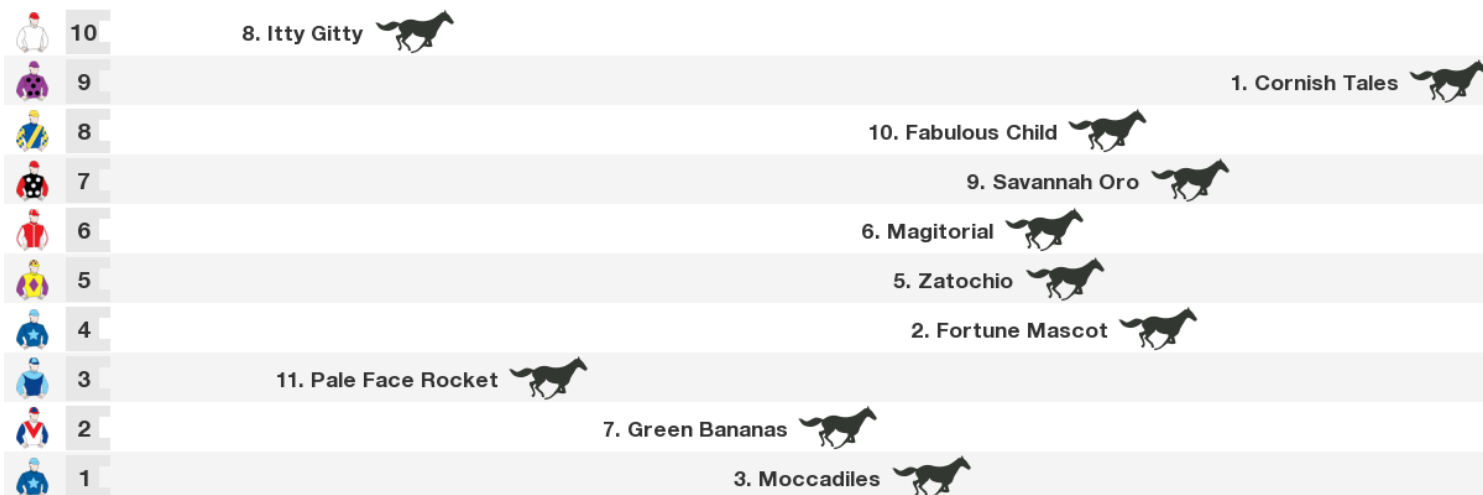 10 8. Itty Gitty
9 1. Cornish Tales
8 10. Fabulous Child
7 9. Savannah Oro
6 6. Magitorial
5 5. Zatochio
4 2. Fortune Mascot
3 11. Pale Face Rocket
2 7. Green Bananas
1 3. Moccadiles